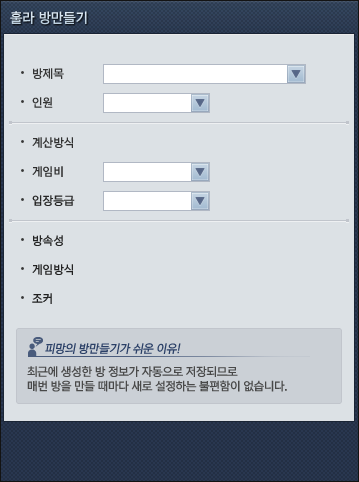 훌라 방만들기
방제목
인원
계산방식
게임비
입장등급
방속성
게임방식
조커
피망의 방만들기가 쉬운 이유!
최근에 생성한 방 정보가 자동으로 저장되므로
매번 방을 만들 때마다 새로 설정하는 불편함이 없습니다.